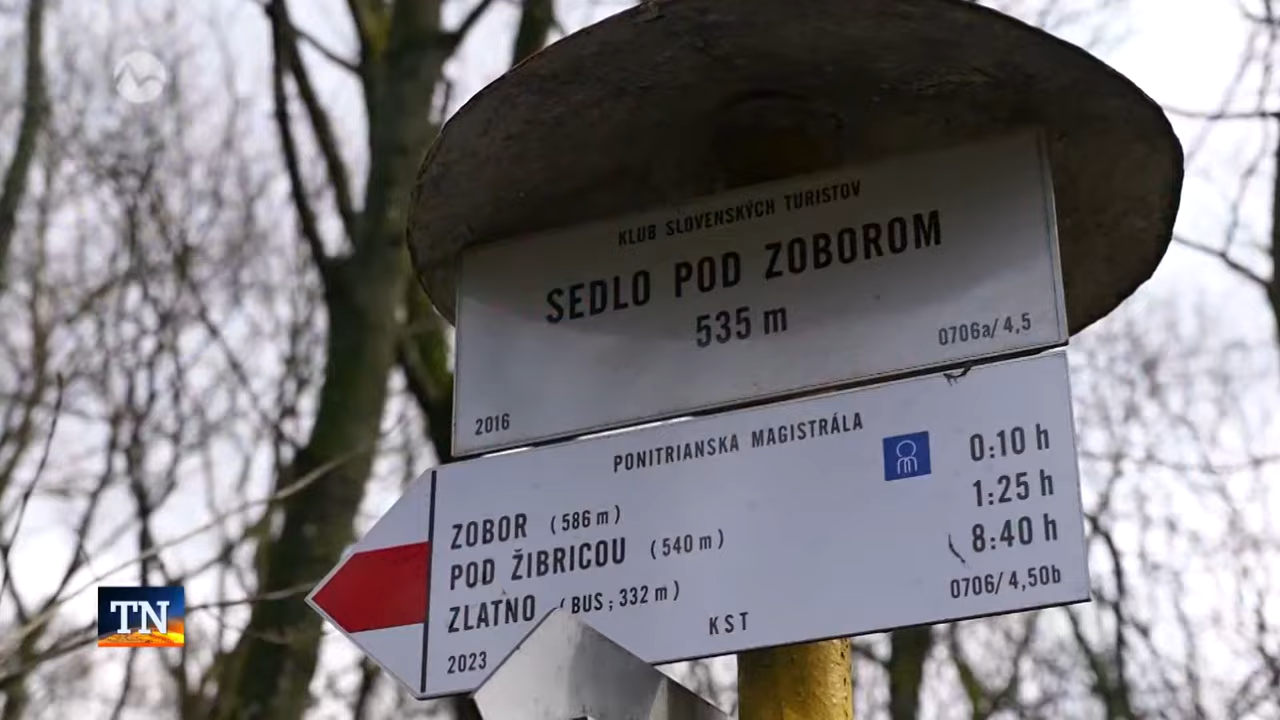 KLUB SLOVENSKÝCH TURISTOV
SEDLO POD ZOBOROM
535 m
0706a/ 4,5
2016
PONITRIANSKA MAGISTRÁLA
ZOBOR (586 m) 0:10 h
POD ŽIBRICOU (540 m) 1:25 h
ZLATNO (BUS ; 332 m) 8:40 h
0706/ 4,50b
KST
2023
TN